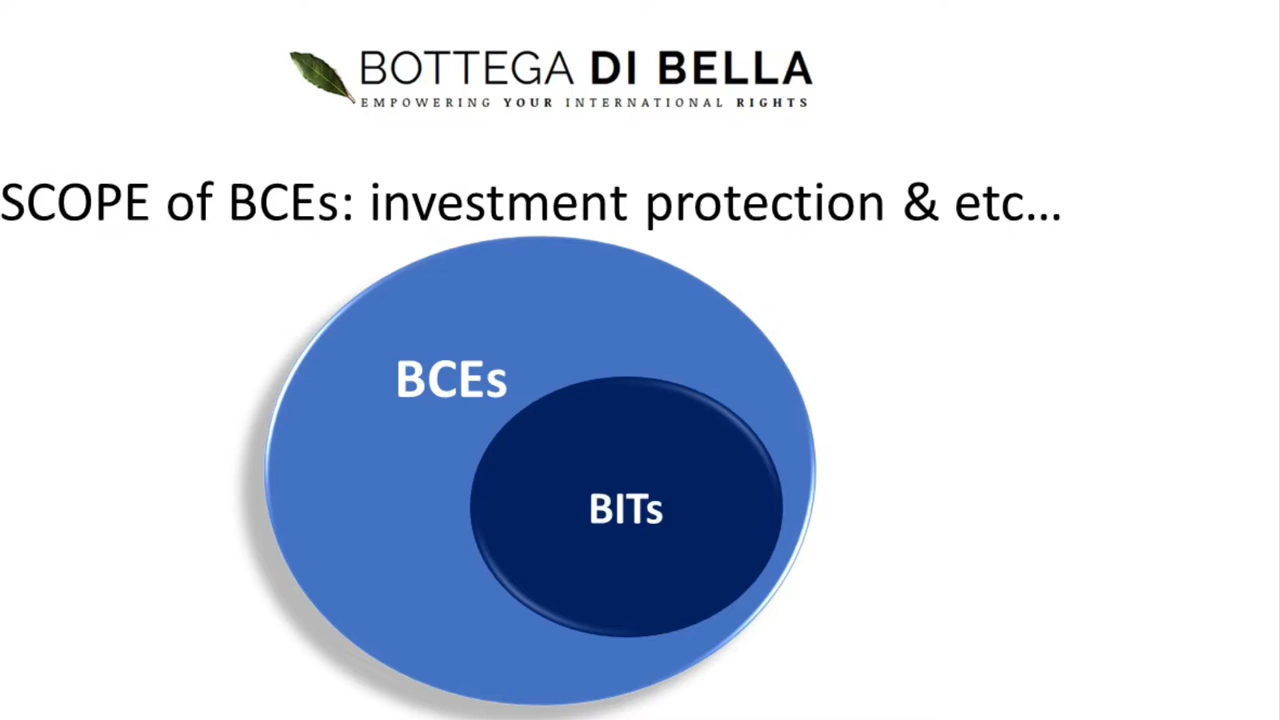 BOTTEGA DI BELLA
EMPOWERING YOUR INTERNATIONAL RIGHTS
SCOPE of BCEs: investment protection & etc...
BCEs
BITs